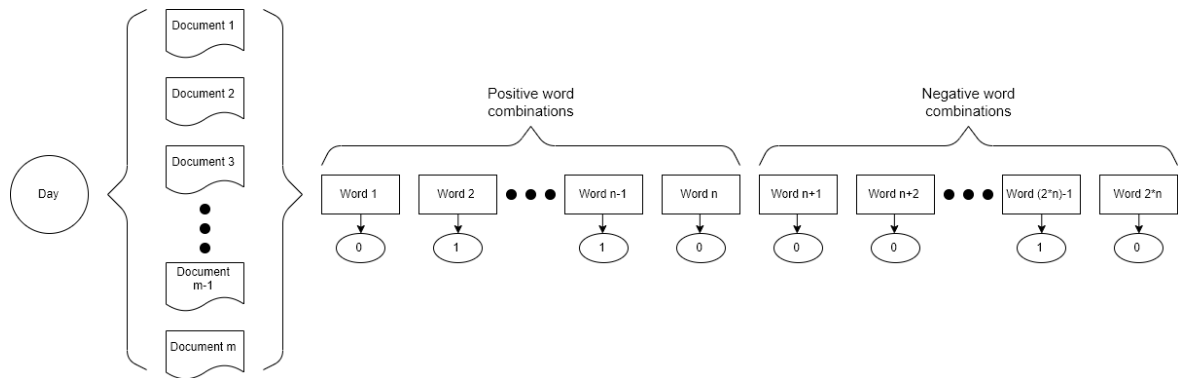 Day
Document 1
Document 2
Document 3
Document
m-1
Document m
Positive word
combinations
Word 1
Word 2
Word n-1
Word n
0
1
1
0
Negative word
combinations
Word n+1
Word n+2
Word (2*n)-1
Word 2*n
0
0
1
0